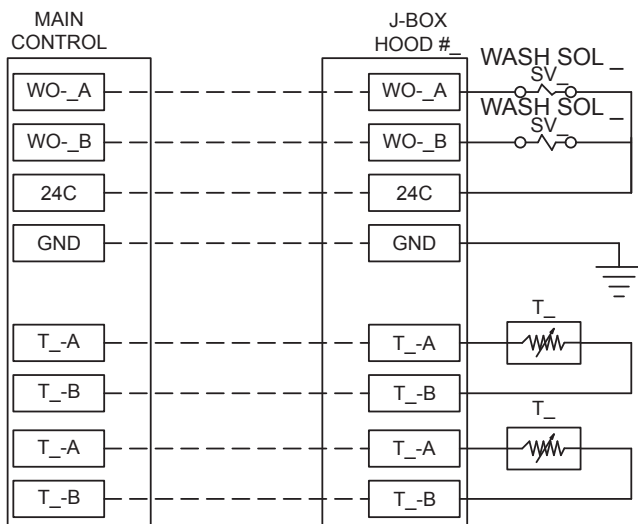 MAIN
CONTROL
J-BOX
HOOD #_
WASH SOL _
SV_
WO-_A
WO-_A
WASH SOL _
SV_
WO-_B
WO-_B
24C
24C
GND
GND
T_
T_-A
T_-A
T_-B
T_-B
T_
T_-A
T_-A
T_-B
T_-B